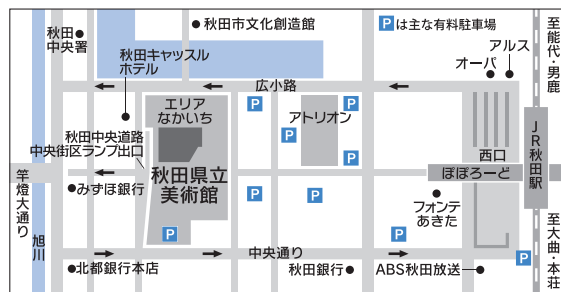 秋田市文化創造館
Pは主な有料駐車場
至能代・男鹿
秋田
中央署
秋田キャッスル
ホテル
アルス
オーパ
広小路
エリア
なかいち
P
P
アトリオン
P
秋田中央道路
中央街区ランプ出口
西口
JR秋田駅
P
ぽぽろーど
秋田県立
美術館
竿燈大通り
みずほ銀行
P
P
フォンテ
あきた
旭川
P
P
P
至大曲・本荘
中央通り
P
北都銀行本店
秋田銀行
ABS秋田放送